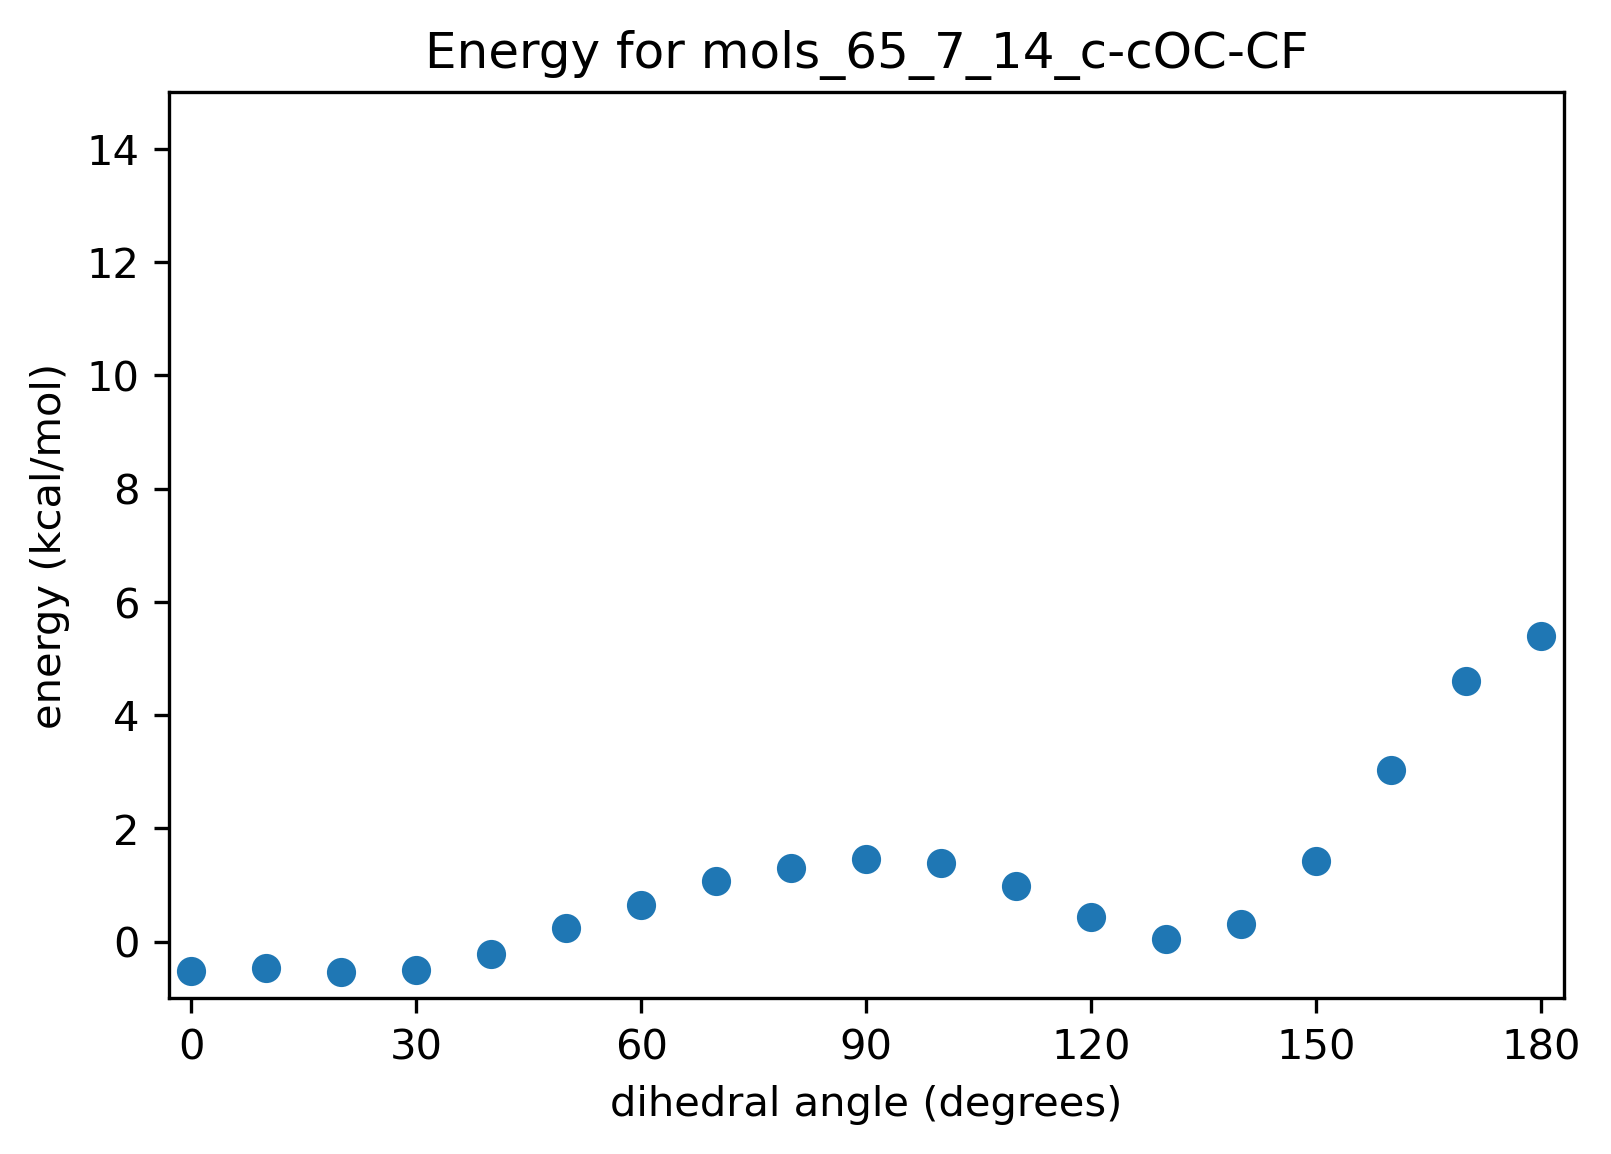 Energy for mols_65_7_14_c-cOC-CF
energy (kcal/mol)
14
12
10
8
6
4
2
0
0 30 60 90 120 150 180
dihedral angle (degrees)